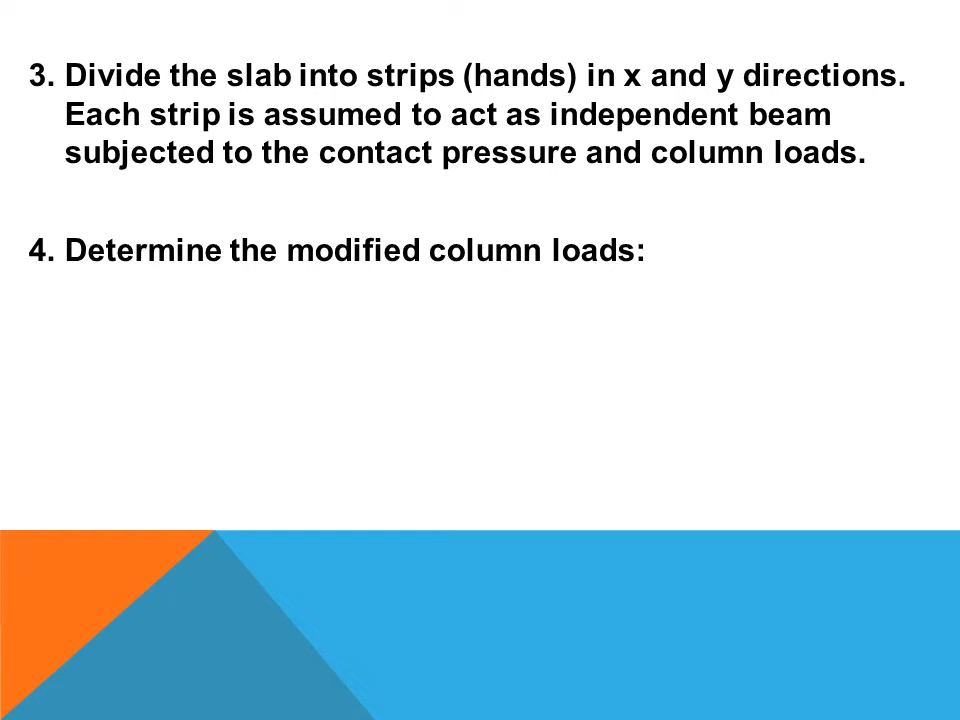 3. Divide the slab into strips (hands) in x and y directions.
Each strip is assumed to act as independent beam
subjected to the contact pressure and column loads.
4. Determine the modified column loads: